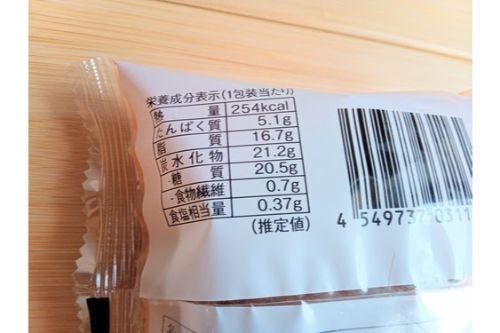 栄養成分表示(1包装当たり)
熱量 254kcal
たんぱく質 5.1g
脂質 16.7g
炭水化物 21.2g
-糖質 20.5g
-食物繊維 0.7g
食塩相当量 0.37g
(推定値)
4 549737 0311